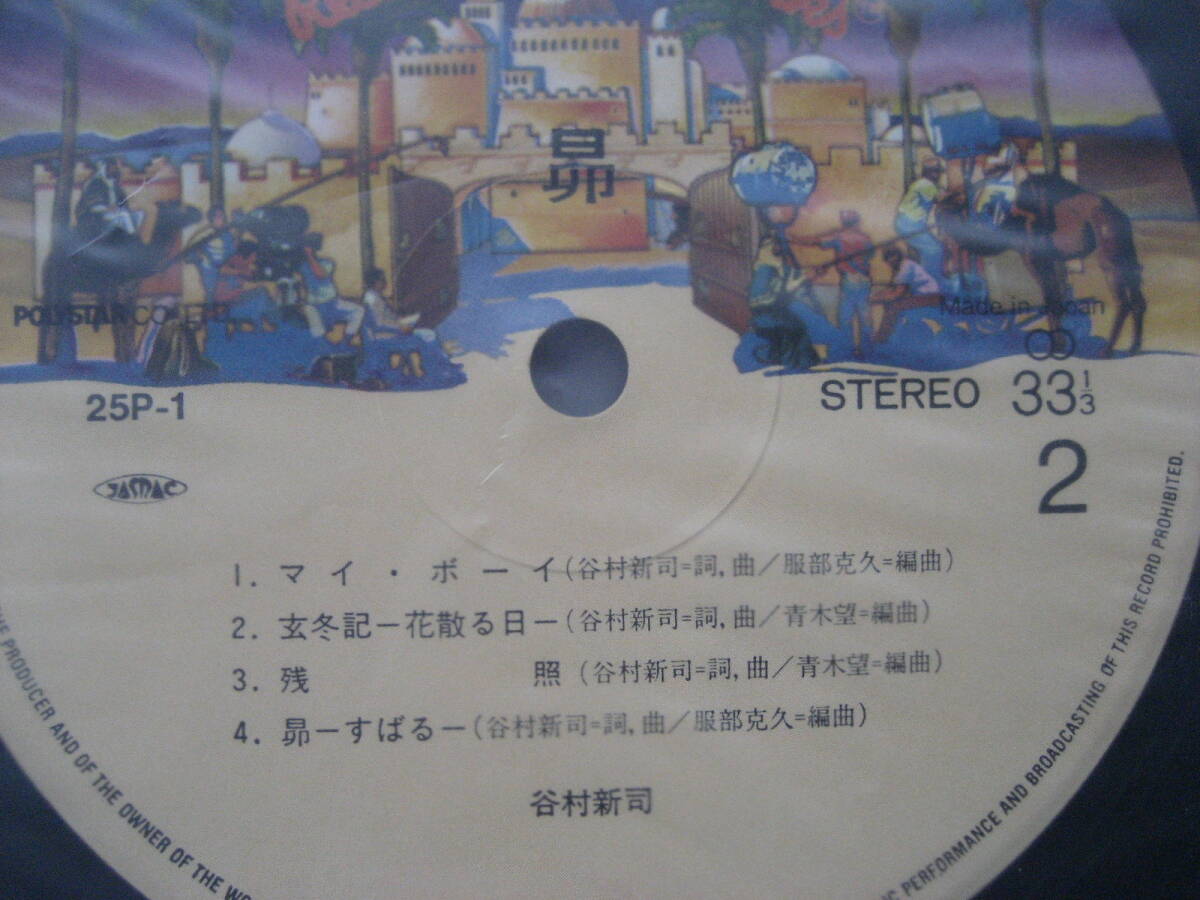 昴
POLYSTAR CO., LTD.
Made in Japan
25P-1
STEREO 33 1/3
2
JAMAC
1. マイ・ボーイ(谷村新司=詞,曲/服部克久=編曲)
2. 玄冬記ー花散る日ー(谷村新司=詞,曲/青木望=編曲)
3. 残照(谷村新司=詞,曲/青木望=編曲)
4. 昴ーすばるー(谷村新司=詞,曲/服部克久=編曲)
谷村新司
THE PRODUCER AND OF THE OWNER OF THE
PERFORMANCE AND BROADCASTING OF THIS RECORD PROHIBITED.